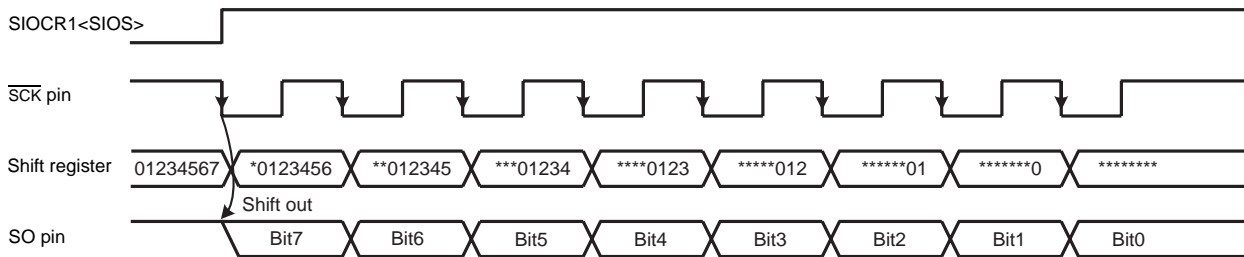 SIOCR1<SIOS>
SCK pin
Shift register 01234567 *0123456 **012345 ***01234 ****0123 *****012 ******01 *******0 ********
Shift out
SO pin Bit7 Bit6 Bit5 Bit4 Bit3 Bit2 Bit1 Bit0